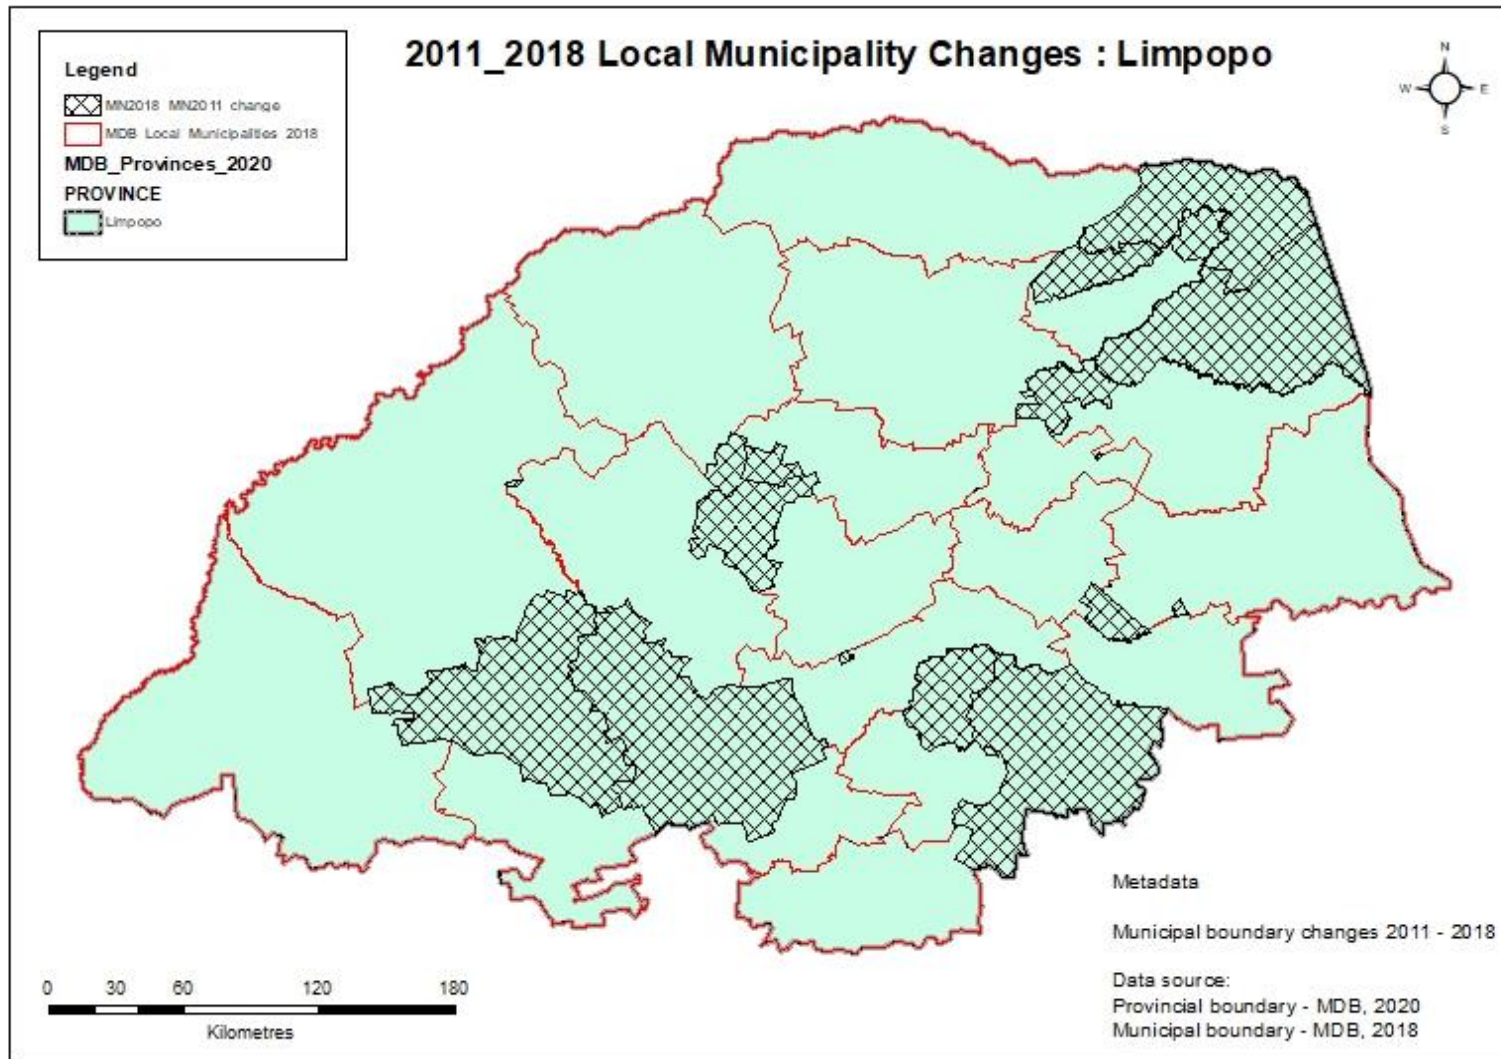 2011_2018 Local Municipality Changes : Limpopo
Legend
MN2018 MN2011 change
MDB Local Municipalities 2018
MDB_Provinces_2020
PROVINCE
Limpopo
N
W
E
S
Metadata
Municipal boundary changes 2011 - 2018
Data source:
Provincial boundary - MDB, 2020
Municipal boundary - MDB, 2018
0 30 60 120 180
Kilometres